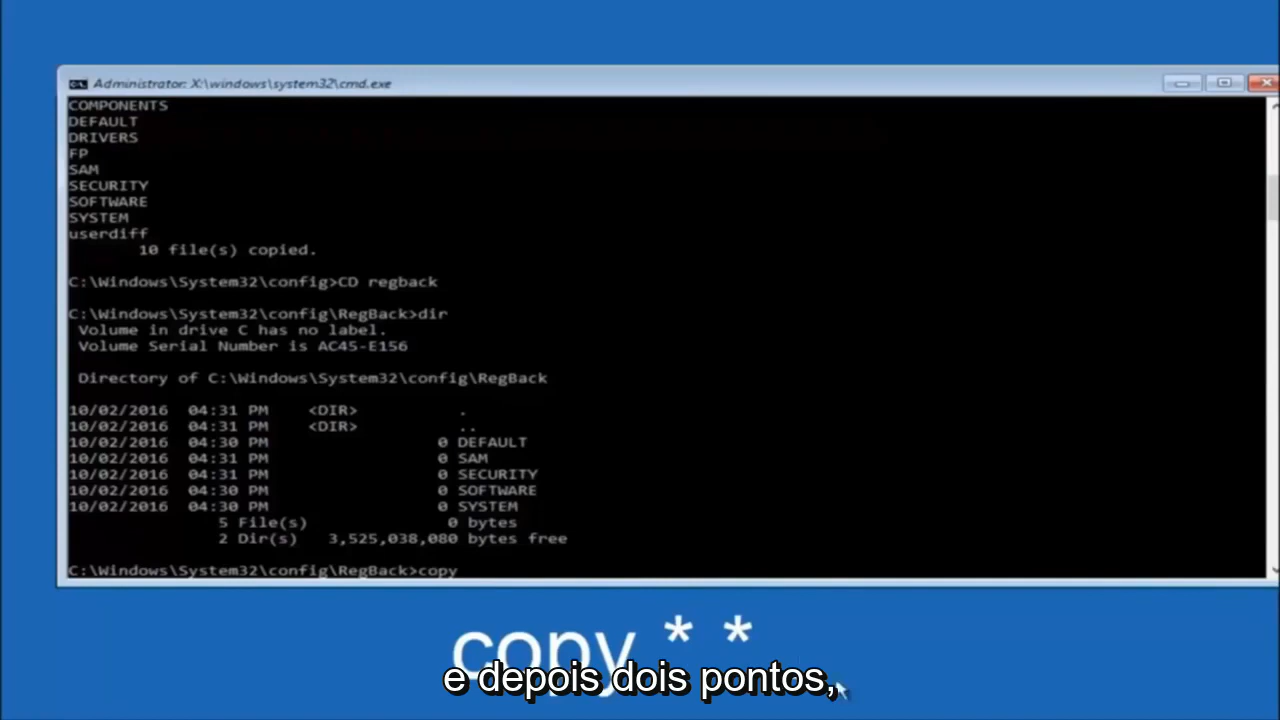 Administrator: X:\windows\system32\cmd.exe
COMPONENTS
DEFAULT
DRIVERS
FP
SAM
SECURITY
SOFTWARE
SYSTEM
userdiff
10 file(s) copied.
C:\Windows\System32\config>CD regback
C:\Windows\System32\config\RegBack>dir
Volume in drive C has no label.
Volume Serial Number is AC45-E156
Directory of C:\Windows\System32\config\RegBack
10/02/2016 04:31 PM <DIR> .
10/02/2016 04:31 PM <DIR> ..
10/02/2016 04:30 PM 0 DEFAULT
10/02/2016 04:31 PM 0 SAM
10/02/2016 04:31 PM 0 SECURITY
10/02/2016 04:30 PM 0 SOFTWARE
10/02/2016 04:30 PM 0 SYSTEM
5 File(s) 0 bytes
2 Dir(s) 3,525,038,080 bytes free
C:\Windows\System32\config\RegBack>copy
copy * *
e depois dois pontos,